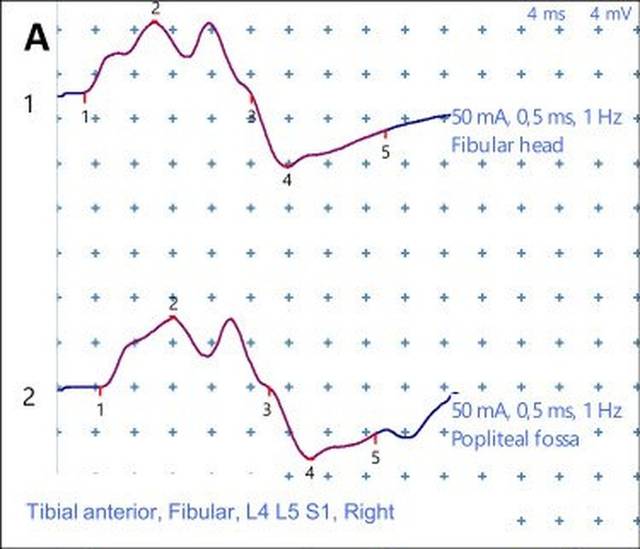 A
4 ms 4 mV
2
1
1
3
50 mA, 0,5 ms, 1 Hz
Fibular head
4
5
2
2
1
3
50 mA, 0,5 ms, 1 Hz
Popliteal fossa
4
5
Tibial anterior, Fibular, L4 L5 S1, Right